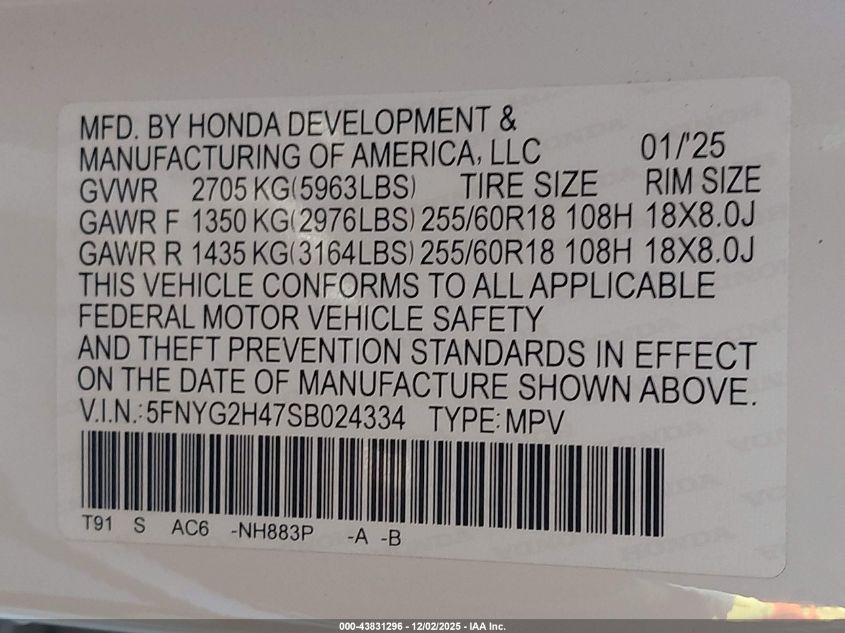 MFD. BY HONDA DEVELOPMENT &
MANUFACTURING OF AMERICA, LLC 01/'25
GVWR 2705 KG(5963LBS) TIRE SIZE RIM SIZE
GAWR F 1350 KG(2976LBS) 255/60R18 108H 18X8.0J
GAWR R 1435 KG(3164LBS) 255/60R18 108H 18X8.0J
THIS VEHICLE CONFORMS TO ALL APPLICABLE
FEDERAL MOTOR VEHICLE SAFETY
AND THEFT PREVENTION STANDARDS IN EFFECT
ON THE DATE OF MANUFACTURE SHOWN ABOVE.
V.I.N.:5FNYG2H47SB024334 TYPE:MPV
T91 S AC6 -NH883P -A -B
000-43831296 - 12/02/2025 - IAA Inc.